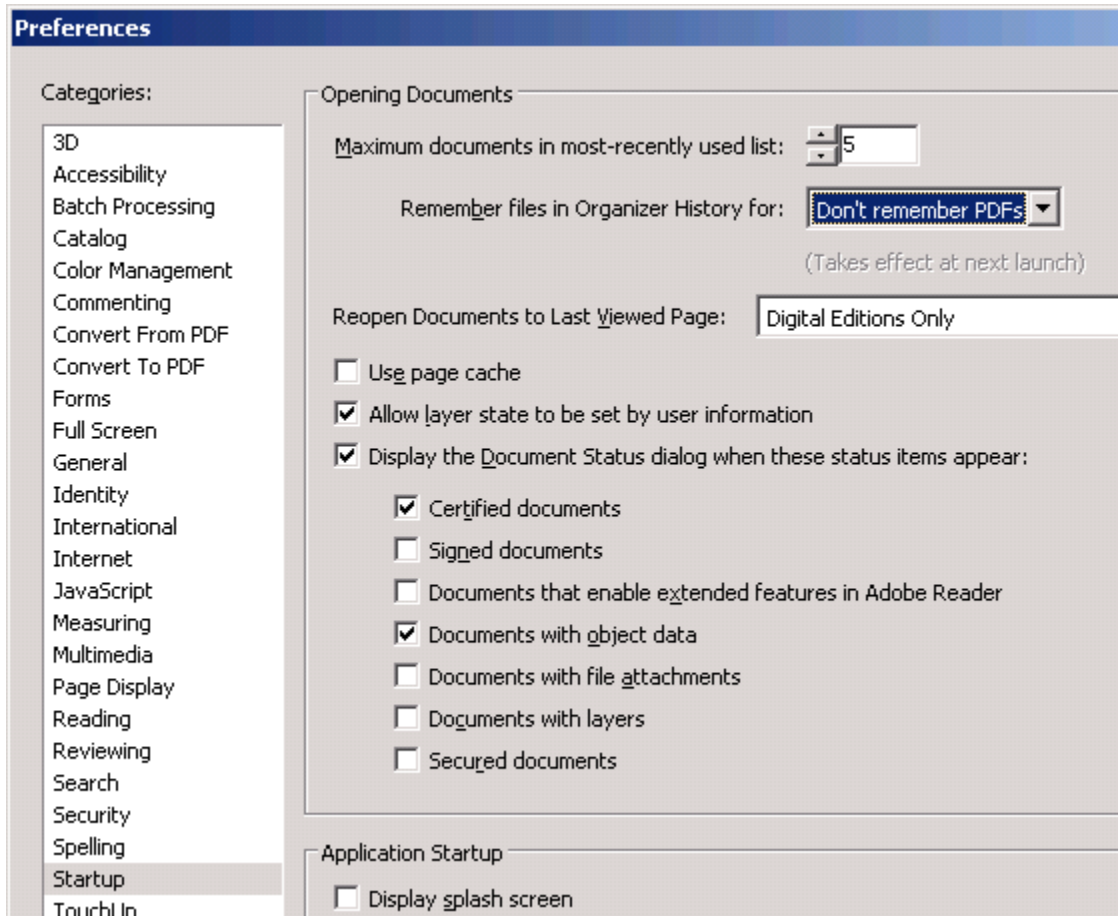 Preferences
Categories:
3D
Accessibility
Batch Processing
Catalog
Color Management
Commenting
Convert From PDF
Convert To PDF
Forms
Full Screen
General
Identity
International
Internet
JavaScript
Measuring
Multimedia
Page Display
Reading
Reviewing
Search
Security
Spelling
Startup
TouchUp
Opening Documents
Maximum documents in most-recently used list: 5
Remember files in Organizer History for: Don't remember PDFs
(Takes effect at next launch)
Reopen Documents to Last Viewed Page: Digital Editions Only
Use page cache
Allow layer state to be set by user information
Display the Document Status dialog when these status items appear:
Certified documents
Signed documents
Documents that enable extended features in Adobe Reader
Documents with object data
Documents with file attachments
Documents with layers
Secured documents
Application Startup
Display splash screen